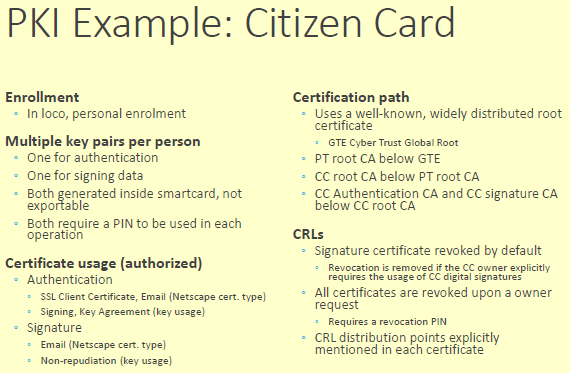 PKI Example: Citizen Card
Enrollment
In loco, personal enrolment
Multiple key pairs per person
One for authentication
One for signing data
Both generated inside smartcard, not
exportable
Both require a PIN to be used in each
operation
Certificate usage (authorized)
Authentication
SSL Client Certificate, Email (Netscape cert. type)
Signing, Key Agreement (key usage)
Signature
Email (Netscape cert. type)
Non-repudiation (key usage)
Certification path
Uses a well-known, widely distributed root
certificate
GTE Cyber Trust Global Root
PT root CA below GTE
CC root CA below PT root CA
CC Authentication CA and CC signature CA
below CC root CA
CRLs
Signature certificate revoked by default
Revocation is removed if the CC owner explicitly
requires the usage of CC digital signatures
All certificates are revoked upon a owner
request
Requires a revocation PIN
CRL distribution points explicitly
mentioned in each certificate